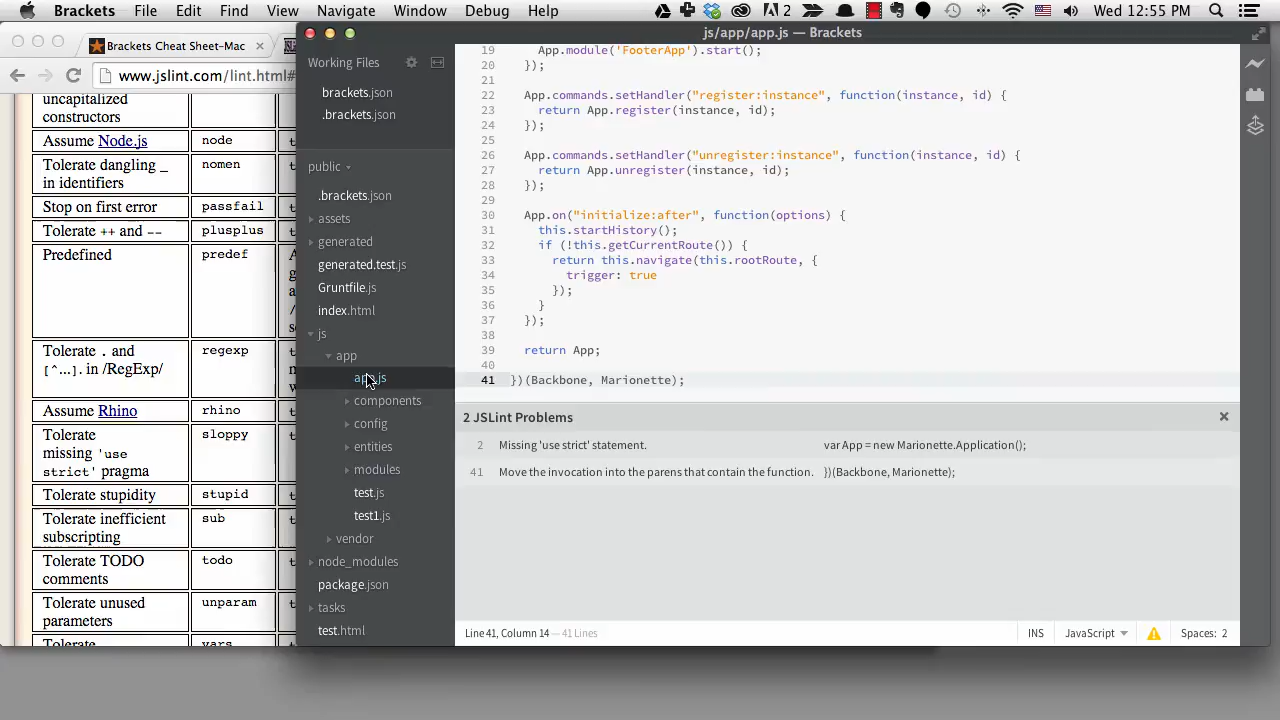 Brackets File Edit Find View Navigate Window Debug Help
2 Wed 12:55 PM
Brackets Cheat Sheet-Mac
www.jslint.com/lint.html#
uncapitalized
constructors
Assume Node.js node
Tolerate dangling _
in identifiers nomen
Stop on first error passfail
Tolerate ++ and -- plusplus
Predefined predef
Tolerate . and
[^...]. in /RegExp/ regexp
Assume Rhino rhino
Tolerate
missing 'use
strict' pragma sloppy
Tolerate stupidity stupid
Tolerate inefficient
subscripting sub
Tolerate TODO
comments todo
Tolerate unused
parameters unparam
Tolerate vars
js/app/app.js — Brackets
Working Files
brackets.json
.brackets.json
public
.brackets.json
assets
generated
generated.test.js
Gruntfile.js
index.html
js
app
app.js
components
config
entities
modules
test.js
test1.js
vendor
node_modules
package.json
tasks
test.html
19 App.module('FooterApp').start();
20 });
21
22 App.commands.setHandler("register:instance", function(instance, id) {
23 return App.register(instance, id);
24 });
25
26 App.commands.setHandler("unregister:instance", function(instance, id) {
27 return App.unregister(instance, id);
28 });
29
30 App.on("initialize:after", function(options) {
31 this.startHistory();
32 if (!this.getCurrentRoute()) {
33 return this.navigate(this.rootRoute, {
34 trigger: true
35 });
36 }
37 });
38
39 return App;
40
41 })(Backbone, Marionette);
2 JSLint Problems
2 Missing 'use strict' statement. var App = new Marionette.Application();
41 Move the invocation into the parens that contain the function. })(Backbone, Marionette);
Line 41, Column 14 — 41 Lines
INS JavaScript Spaces: 2